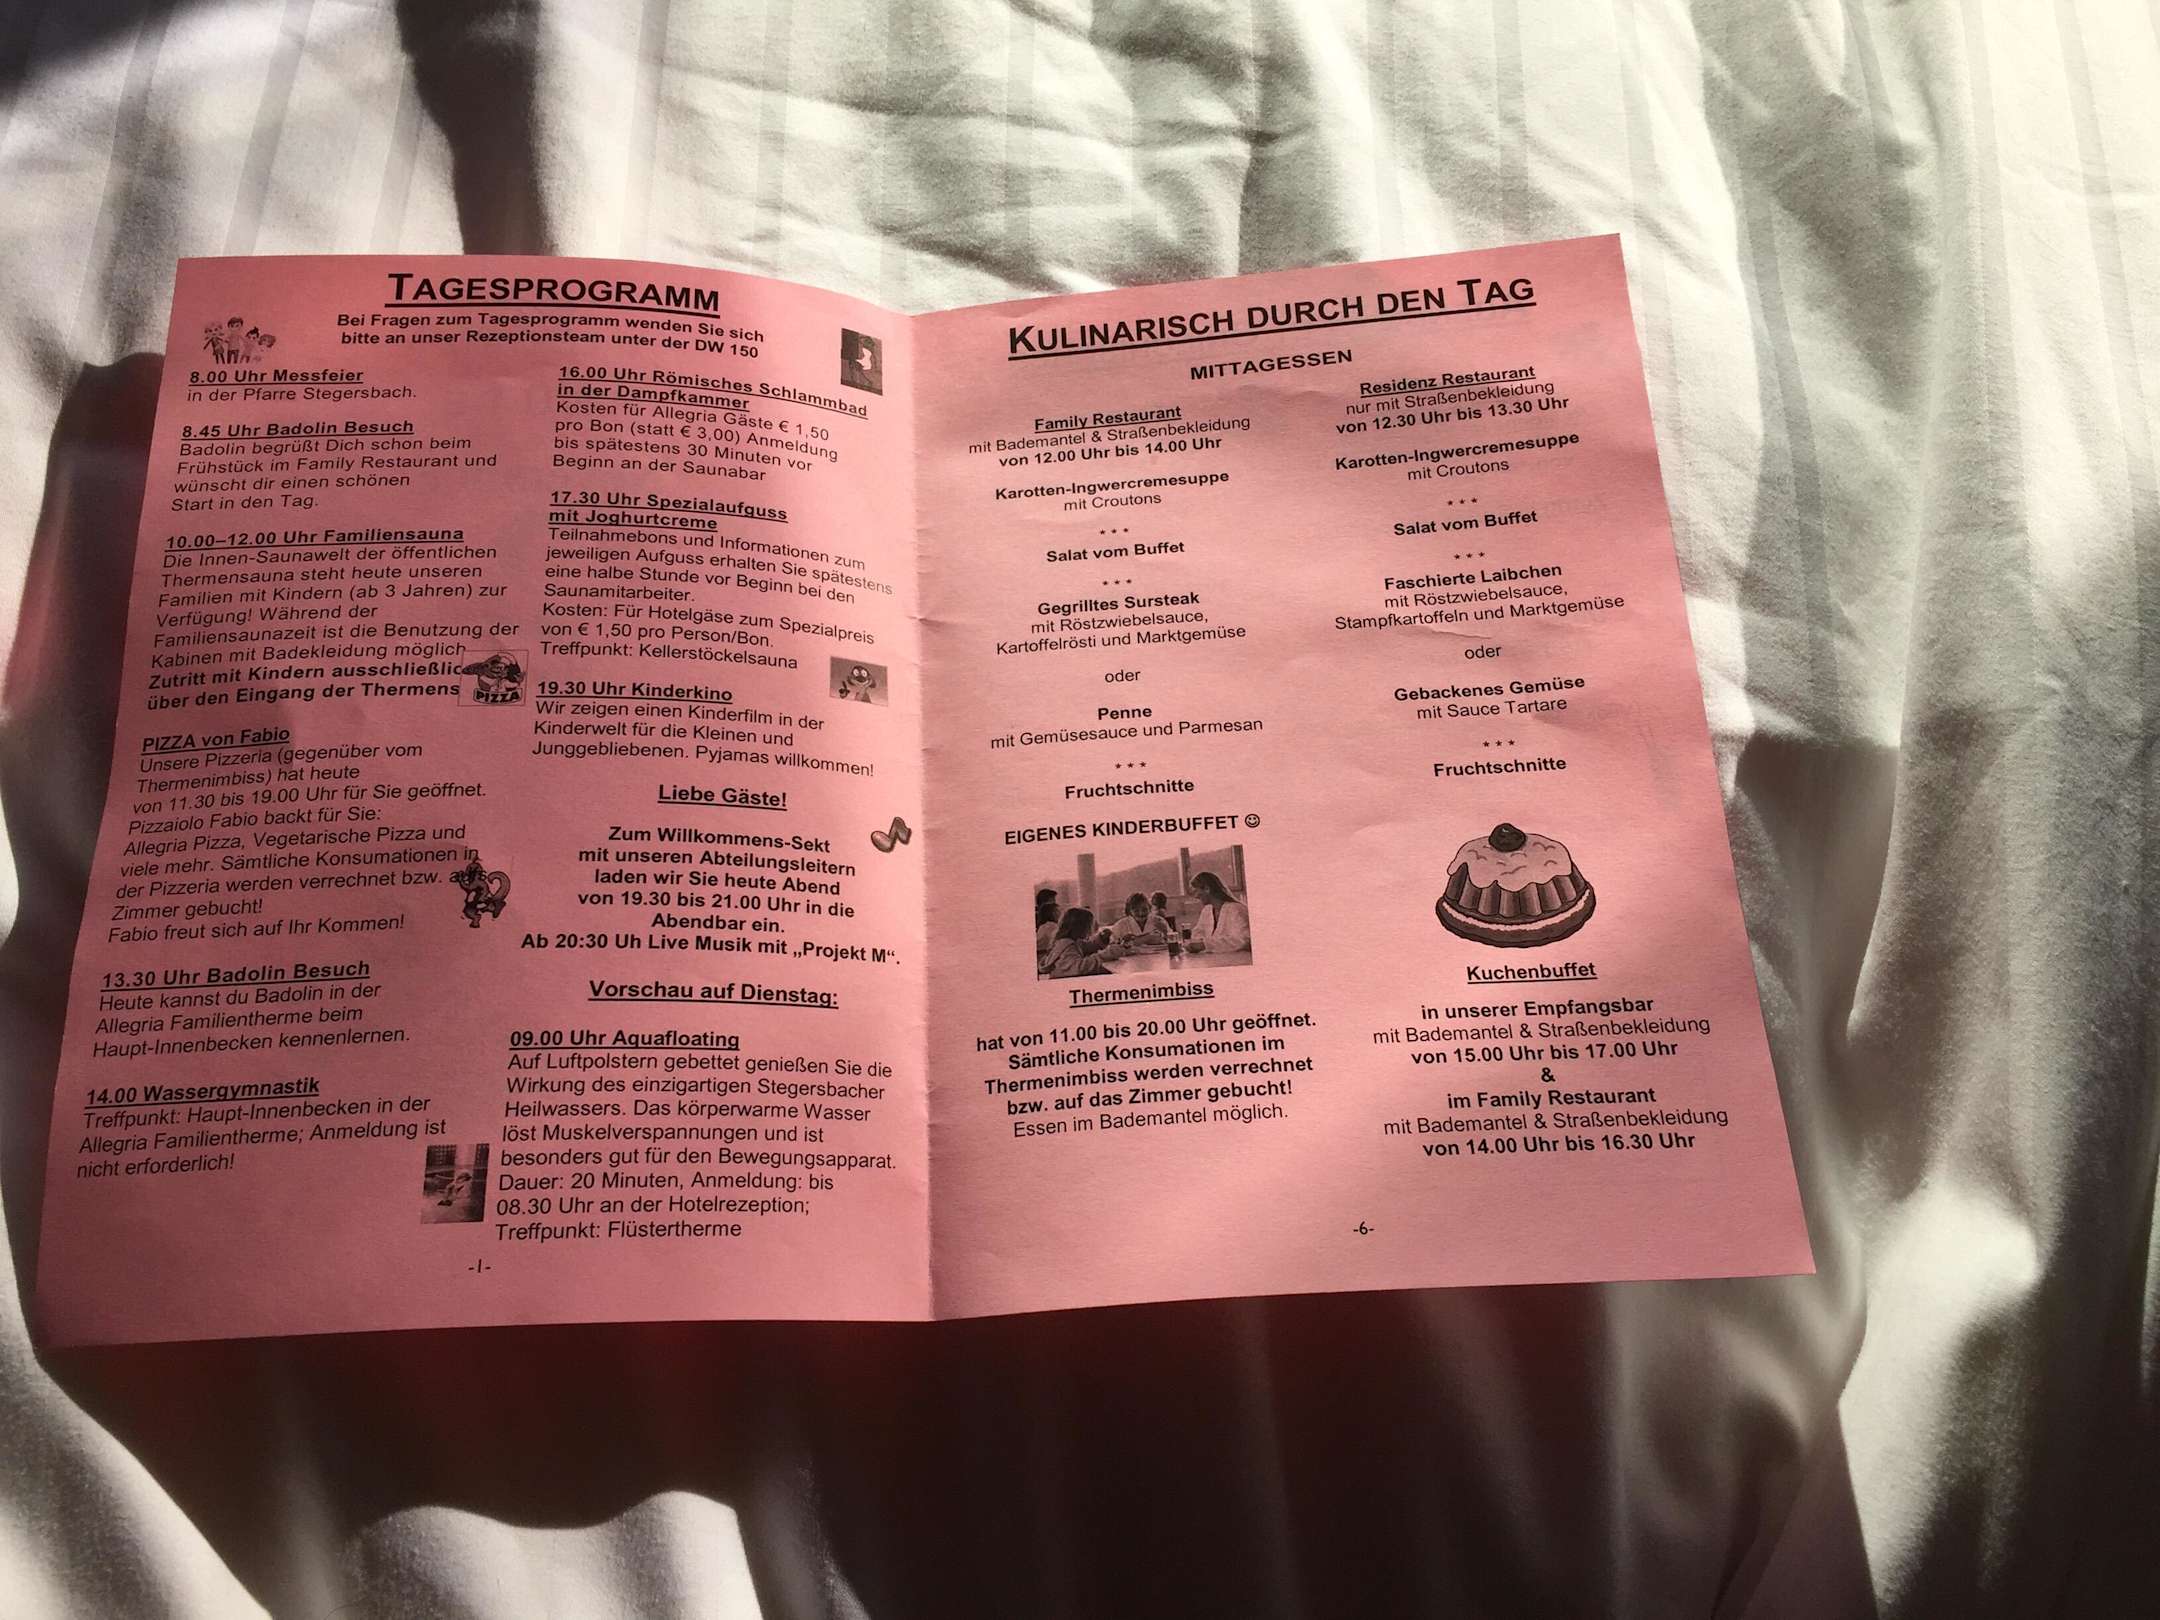 TAGESPROGRAMM
Bei Fragen zum Tagesprogramm wenden Sie sich
bitte an unser Rezeptionsteam unter der DW 150
8.00 Uhr Messfeier
in der Pfarre Stegersbach.
8.45 Uhr Badolin Besuch
Badolin begrüßt Dich schon beim
Frühstück im Family Restaurant und
wünscht dir einen schönen
Start in den Tag.
10.00–12.00 Uhr Familiensauna
Die Innen-Saunawelt der öffentlichen
Thermensauna steht heute unseren
Familien mit Kindern (ab 3 Jahren) zur
Verfügung! Während der
Familiensaunazeit ist die Benutzung der
Kabinen mit Badekleidung möglich
Zutritt mit Kindern ausschließlic
über den Eingang der Thermens
PIZZA
PIZZA von Fabio
Unsere Pizzeria (gegenüber vom
Thermenimbiss) hat heute
von 11.30 bis 19.00 Uhr für Sie geöffnet.
Pizzaiolo Fabio backt für Sie:
Allegria Pizza, Vegetarische Pizza und
viele mehr. Sämtliche Konsumationen in
der Pizzeria werden verrechnet bzw. aufs
Zimmer gebucht!
Fabio freut sich auf Ihr Kommen!
13.30 Uhr Badolin Besuch
Heute kannst du Badolin in der
Allegria Familientherme beim
Haupt-Innenbecken kennenlernen.
14.00 Wassergymnastik
Treffpunkt: Haupt-Innenbecken in der
Allegria Familientherme; Anmeldung ist
nicht erforderlich!
16.00 Uhr Römisches Schlammbad
in der Dampfkammer
Kosten für Allegria Gäste € 1,50
pro Bon (statt € 3,00) Anmeldung
bis spätestens 30 Minuten vor
Beginn an der Saunabar
17.30 Uhr Spezialaufguss
mit Joghurtcreme
Teilnahmebons und Informationen zum
jeweiligen Aufguss erhalten Sie spätestens
eine halbe Stunde vor Beginn bei den
Saunamitarbeiter.
Kosten: Für Hotelgäse zum Spezialpreis
von € 1,50 pro Person/Bon.
Treffpunkt: Kellerstöckelsauna
19.30 Uhr Kinderkino
Wir zeigen einen Kinderfilm in der
Kinderwelt für die Kleinen und
Junggebliebenen. Pyjamas willkommen!
Liebe Gäste!
Zum Willkommens-Sekt
mit unseren Abteilungsleitern
laden wir Sie heute Abend
von 19.30 bis 21.00 Uhr in die
Abendbar ein.
Ab 20:30 Uh Live Musik mit „Projekt M“.
Vorschau auf Dienstag:
09.00 Uhr Aquafloating
Auf Luftpolstern gebettet genießen Sie die
Wirkung des einzigartigen Stegersbacher
Heilwassers. Das körperwarme Wasser
löst Muskelverspannungen und ist
besonders gut für den Bewegungsapparat.
Dauer: 20 Minuten, Anmeldung: bis
08.30 Uhr an der Hotelrezeption;
Treffpunkt: Flüstertherme
-1-
KULINARISCH DURCH DEN TAG
MITTAGESSEN
Family Restaurant
mit Bademantel & Straßenbekleidung
von 12.00 Uhr bis 14.00 Uhr
Karotten-Ingwercremesuppe
mit Croutons
* * *
Salat vom Buffet
* * *
Gegrilltes Sursteak
mit Röstzwiebelsauce,
Kartoffelrösti und Marktgemüse
oder
Penne
mit Gemüsesauce und Parmesan
* * *
Fruchtschnitte
EIGENES KINDERBUFFET ☺
Thermenimbiss
hat von 11.00 bis 20.00 Uhr geöffnet.
Sämtliche Konsumationen im
Thermenimbiss werden verrechnet
bzw. auf das Zimmer gebucht!
Essen im Bademantel möglich.
Residenz Restaurant
nur mit Straßenbekleidung
von 12.30 Uhr bis 13.30 Uhr
Karotten-Ingwercremesuppe
mit Croutons
* * *
Salat vom Buffet
* * *
Faschierte Laibchen
mit Röstzwiebelsauce,
Stampfkartoffeln und Marktgemüse
oder
Gebackenes Gemüse
mit Sauce Tartare
* * *
Fruchtschnitte
Kuchenbuffet
in unserer Empfangsbar
mit Bademantel & Straßenbekleidung
von 15.00 Uhr bis 17.00 Uhr
&
im Family Restaurant
mit Bademantel & Straßenbekleidung
von 14.00 Uhr bis 16.30 Uhr
-6-